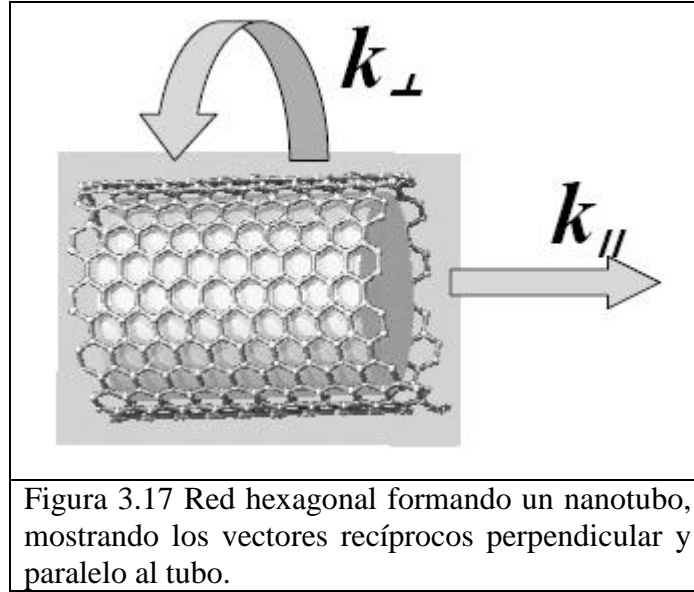 k⊥
k//
Figura 3.17 Red hexagonal formando un nanotubo,
mostrando los vectores recíprocos perpendicular y
paralelo al tubo.